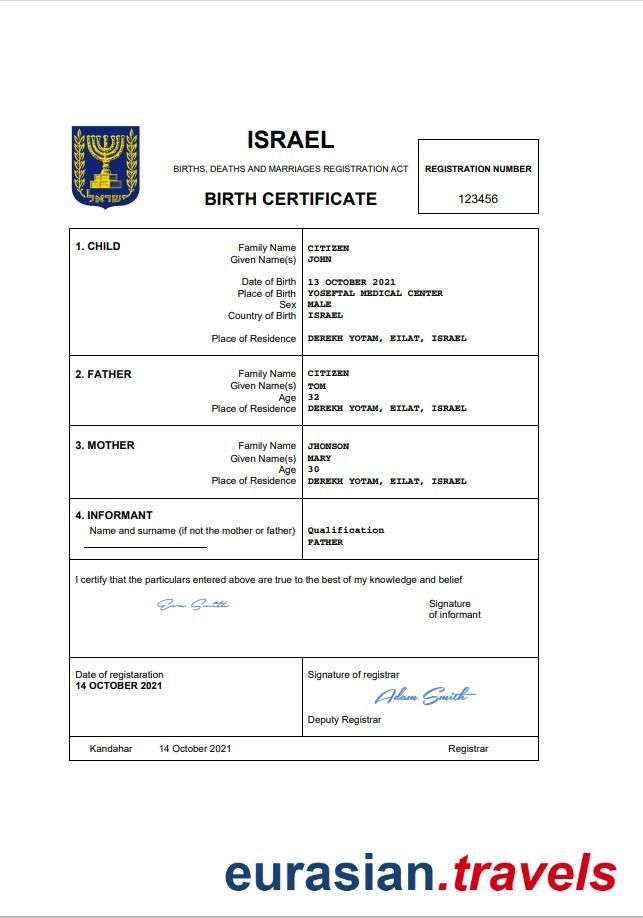 ISRAEL
BIRTHS, DEATHS AND MARRIAGES REGISTRATION ACT
BIRTH CERTIFICATE
REGISTRATION NUMBER
123456
ישראל
1. CHILD
Family Name CITIZEN
Given Name(s) JOHN
Date of Birth 13 OCTOBER 2021
Place of Birth YOSEFTAL MEDICAL CENTER
Sex MALE
Country of Birth ISRAEL
Place of Residence DEREKH YOTAM, EILAT, ISRAEL
2. FATHER
Family Name CITIZEN
Given Name(s) TOM
Age 32
Place of Residence DEREKH YOTAM, EILAT, ISRAEL
3. MOTHER
Family Name JHONSON
Given Name(s) MARY
Age 30
Place of Residence DEREKH YOTAM, EILAT, ISRAEL
4. INFORMANT
Name and surname (if not the mother or father) Qualification
FATHER
I certify that the particulars entered above are true to the best of my knowledge and belief
Eva Smith
Signature
of informant
Date of registaration
14 OCTOBER 2021
Signature of registrar
Adam Smith
Deputy Registrar
Kandahar 14 October 2021 Registrar
eurasian.travels